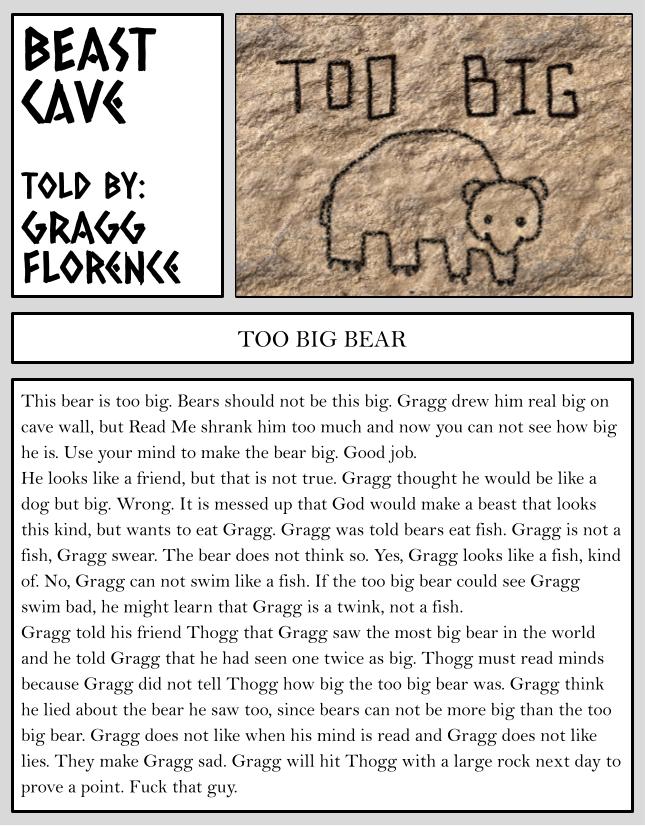 BEAST
CAVE
TOLD BY:
GRAGG
FLORENCE
TOO BIG
TOO BIG BEAR
This bear is too big. Bears should not be this big. Gragg drew him real big on
cave wall, but Read Me shrank him too much and now you can not see how big
he is. Use your mind to make the bear big. Good job.
He looks like a friend, but that is not true. Gragg thought he would be like a
dog but big. Wrong. It is messed up that God would make a beast that looks
this kind, but wants to eat Gragg. Gragg was told bears eat fish. Gragg is not a
fish, Gragg swear. The bear does not think so. Yes, Gragg looks like a fish, kind
of. No, Gragg can not swim like a fish. If the too big bear could see Gragg
swim bad, he might learn that Gragg is a twink, not a fish.
Gragg told his friend Thogg that Gragg saw the most big bear in the world
and he told Gragg that he had seen one twice as big. Thogg must read minds
because Gragg did not tell Thogg how big the too big bear was. Gragg think
he lied about the bear he saw too, since bears can not be more big than the too
big bear. Gragg does not like when his mind is read and Gragg does not like
lies. They make Gragg sad. Gragg will hit Thogg with a large rock next day to
prove a point. Fuck that guy.